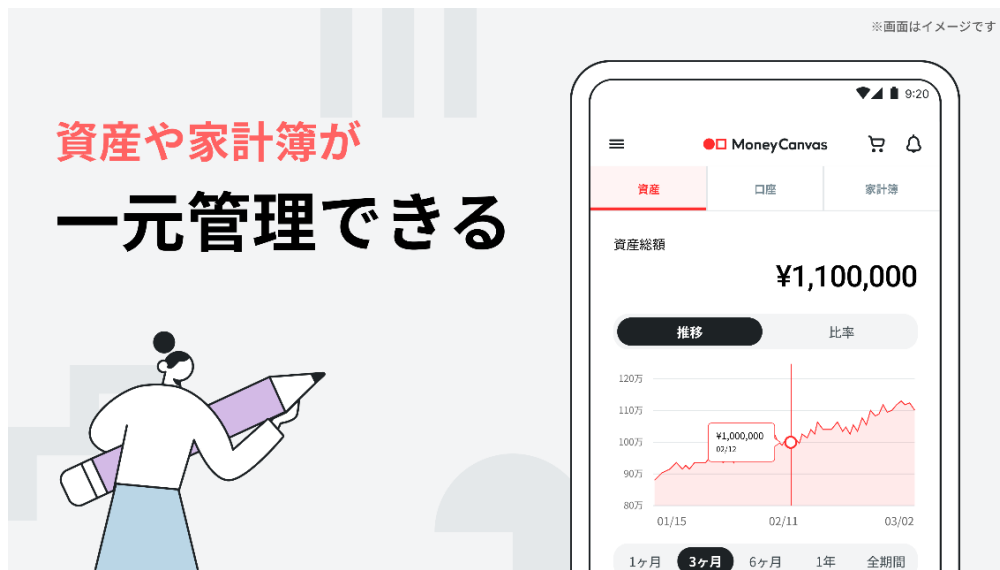 ※画面はイメージです
資産や家計簿が
一元管理できる
9:20
MoneyCanvas
資産 口座 家計簿
資産総額
¥1,100,000
推移 比率
120万
110万
100万
90万
80万
¥1,000,000
02/12
01/15 02/11 03/02
1ヶ月 3ヶ月 6ヶ月 1年 全期間